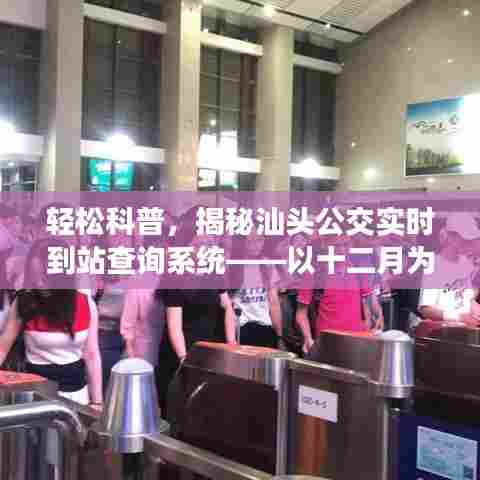 轻松科普，揭秘汕头公交实时
到站查询系统——以十二月为